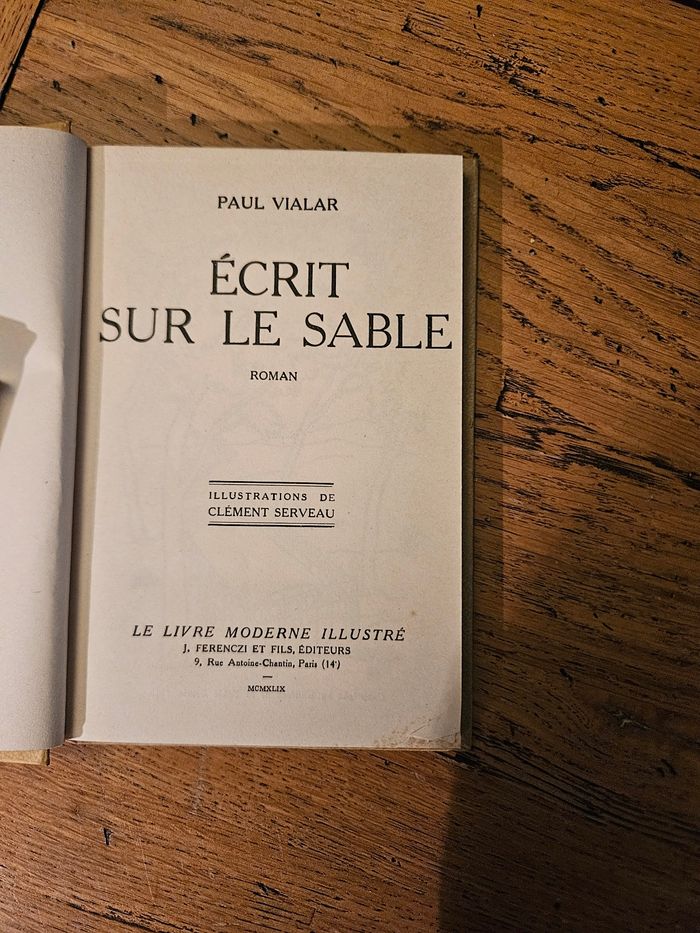 PAUL VIALAR
ÉCRIT
SUR LE SABLE
ROMAN
ILLUSTRATIONS DE
CLÉMENT SERVEAU
LE LIVRE MODERNE ILLUSTRÉ
J. FERENCZI ET FILS, ÉDITEURS
9, Rue Antoine-Chantin, Paris (14e)
MCMXLIX